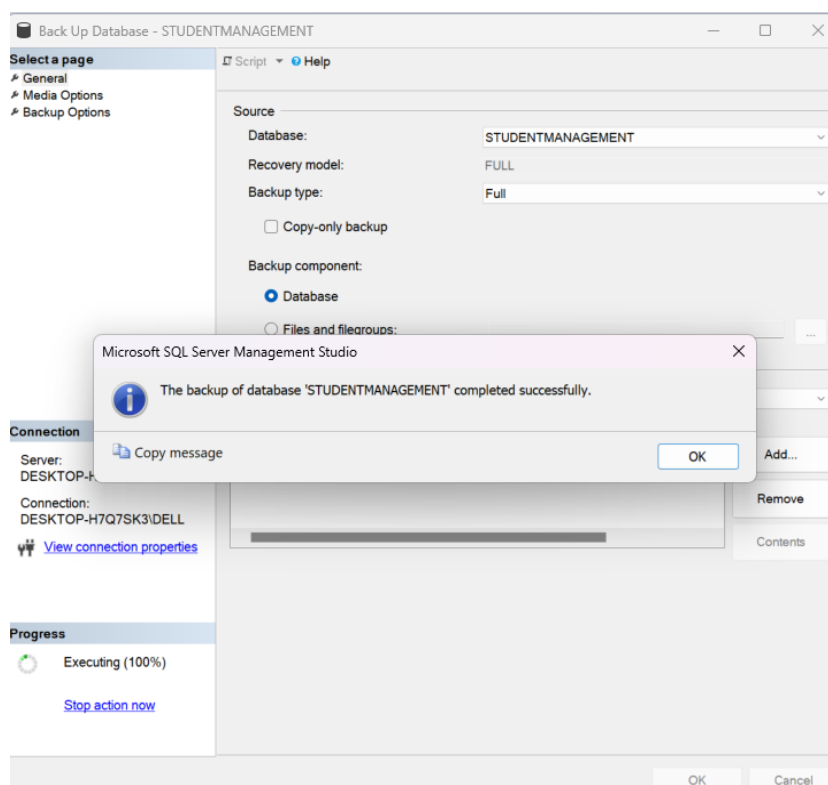 Back Up Database - STUDENTMANAGEMENT
Select a page
General
Media Options
Backup Options
Script Help
Source
Database: STUDENTMANAGEMENT
Recovery model: FULL
Backup type: Full
Copy-only backup
Backup component:
Database
Files and filegroups: ...
Microsoft SQL Server Management Studio
The backup of database 'STUDENTMANAGEMENT' completed successfully.
Copy message
OK
Add...
Remove
Contents
Connection
Server:
Connection:
DESKTOP-H7Q7SK3\DELL
View connection properties
Progress
Executing (100%)
Stop action now
OK Cancel